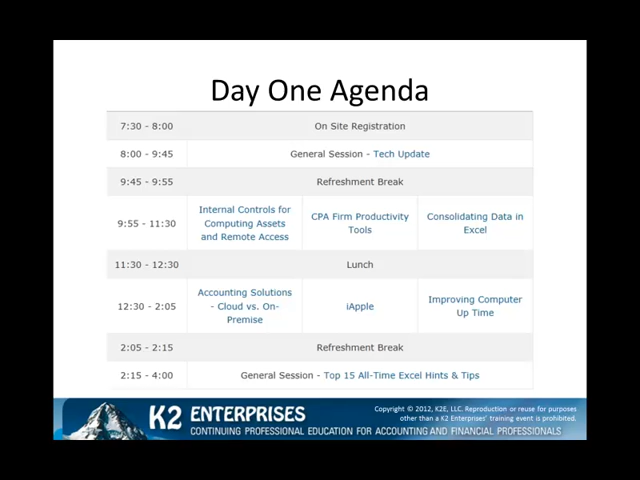 Day One Agenda
7:30 - 8:00 On Site Registration
8:00 - 9:45 General Session - Tech Update
9:45 - 9:55 Refreshment Break
9:55 - 11:30
Internal Controls for
Computing Assets
and Remote Access
CPA Firm Productivity
Tools
Consolidating Data in
Excel
11:30 - 12:30 Lunch
12:30 - 2:05
Accounting Solutions
- Cloud vs. On-
Premise
iApple
Improving Computer
Up Time
2:05 - 2:15 Refreshment Break
2:15 - 4:00 General Session - Top 15 All-Time Excel Hints & Tips
K2 ENTERPRISES
CONTINUING PROFESSIONAL EDUCATION FOR ACCOUNTING AND FINANCIAL PROFESSIONALS
Copyright © 2012, K2E, LLC. Reproduction or reuse for purposes
other than a K2 Enterprises' training event is prohibited.